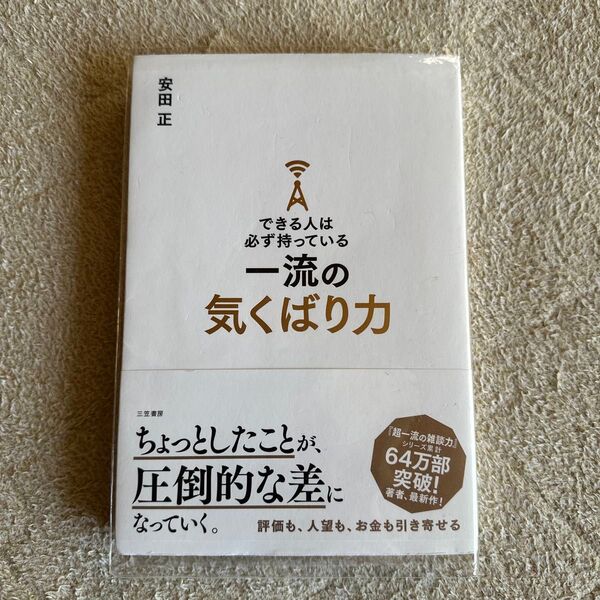 安田 正
できる人は
必ず持っている
一流の
気くばり力
三笠書房
ちょっとしたことが、
圧倒的な差に
なっていく。
『超一流の雑談力』
シリーズ累計
64万部
突破!
著者、最新作!
評価も、人望も、お金も引き寄せる